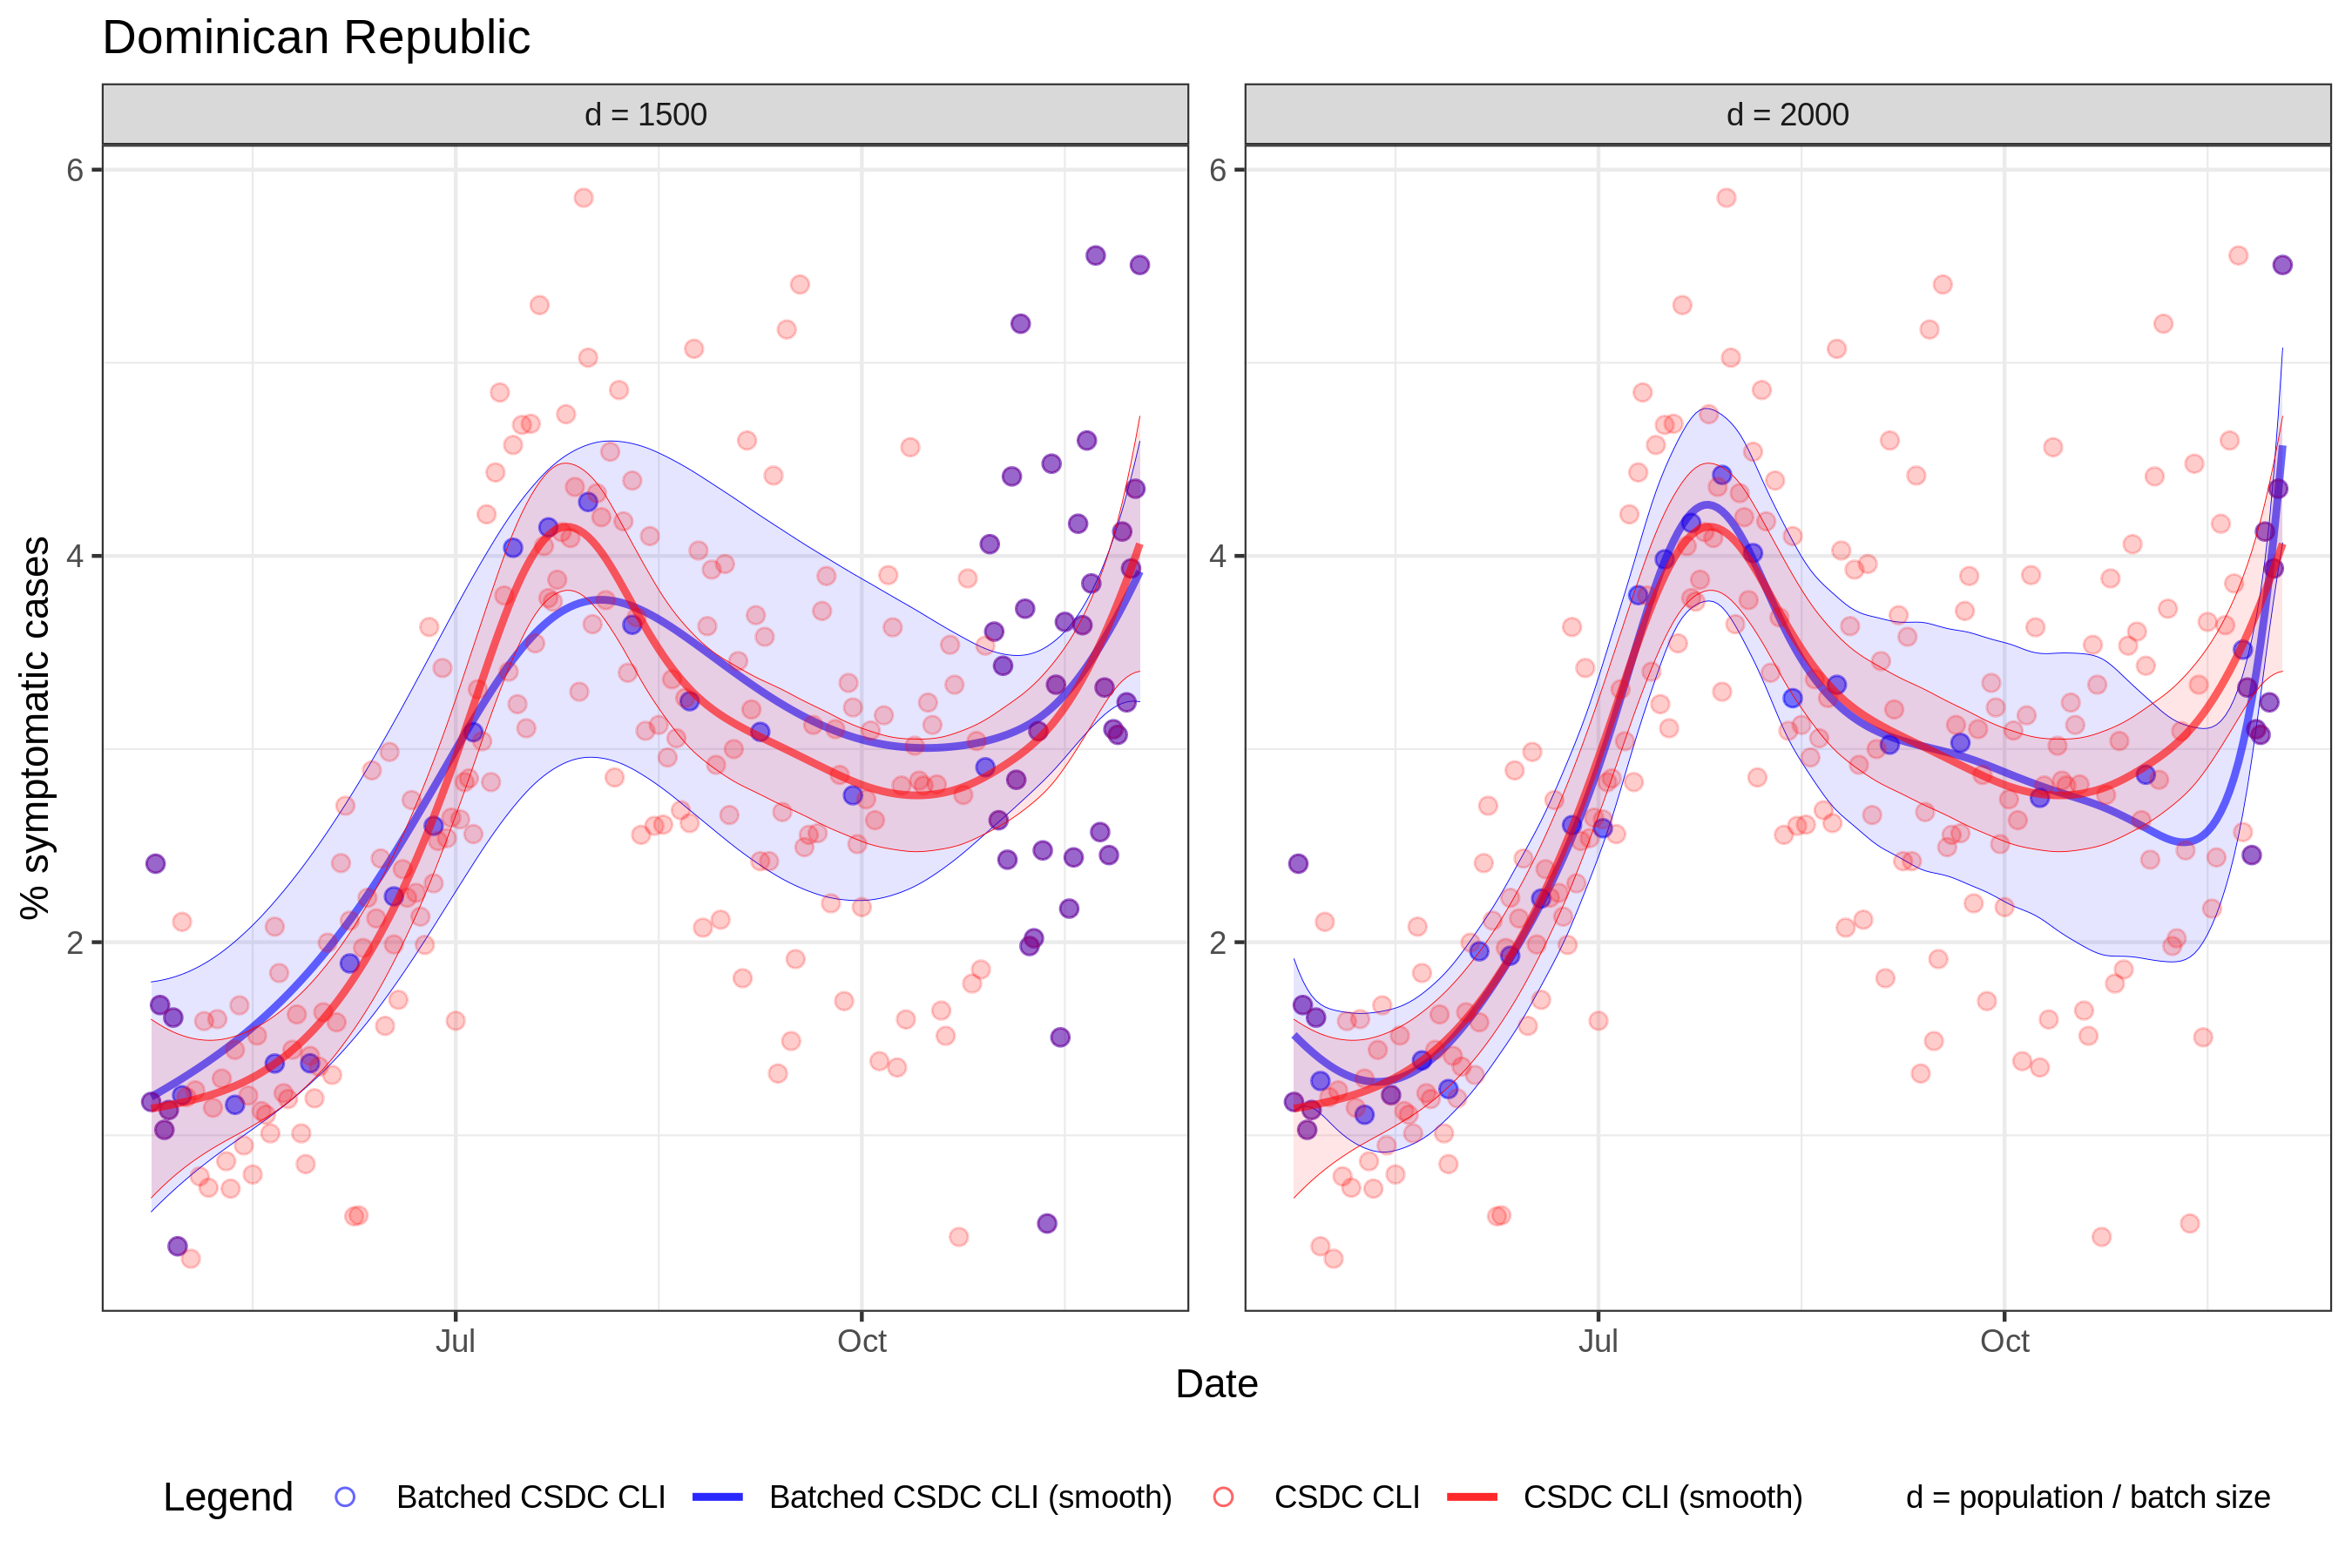 Dominican Republic
d = 1500
d = 2000
% symptomatic cases
6
4
2
6
4
2
Jul
Oct
Jul
Oct
Date
Legend
Batched CSDC CLI
Batched CSDC CLI (smooth)
CSDC CLI
CSDC CLI (smooth)
d = population / batch size